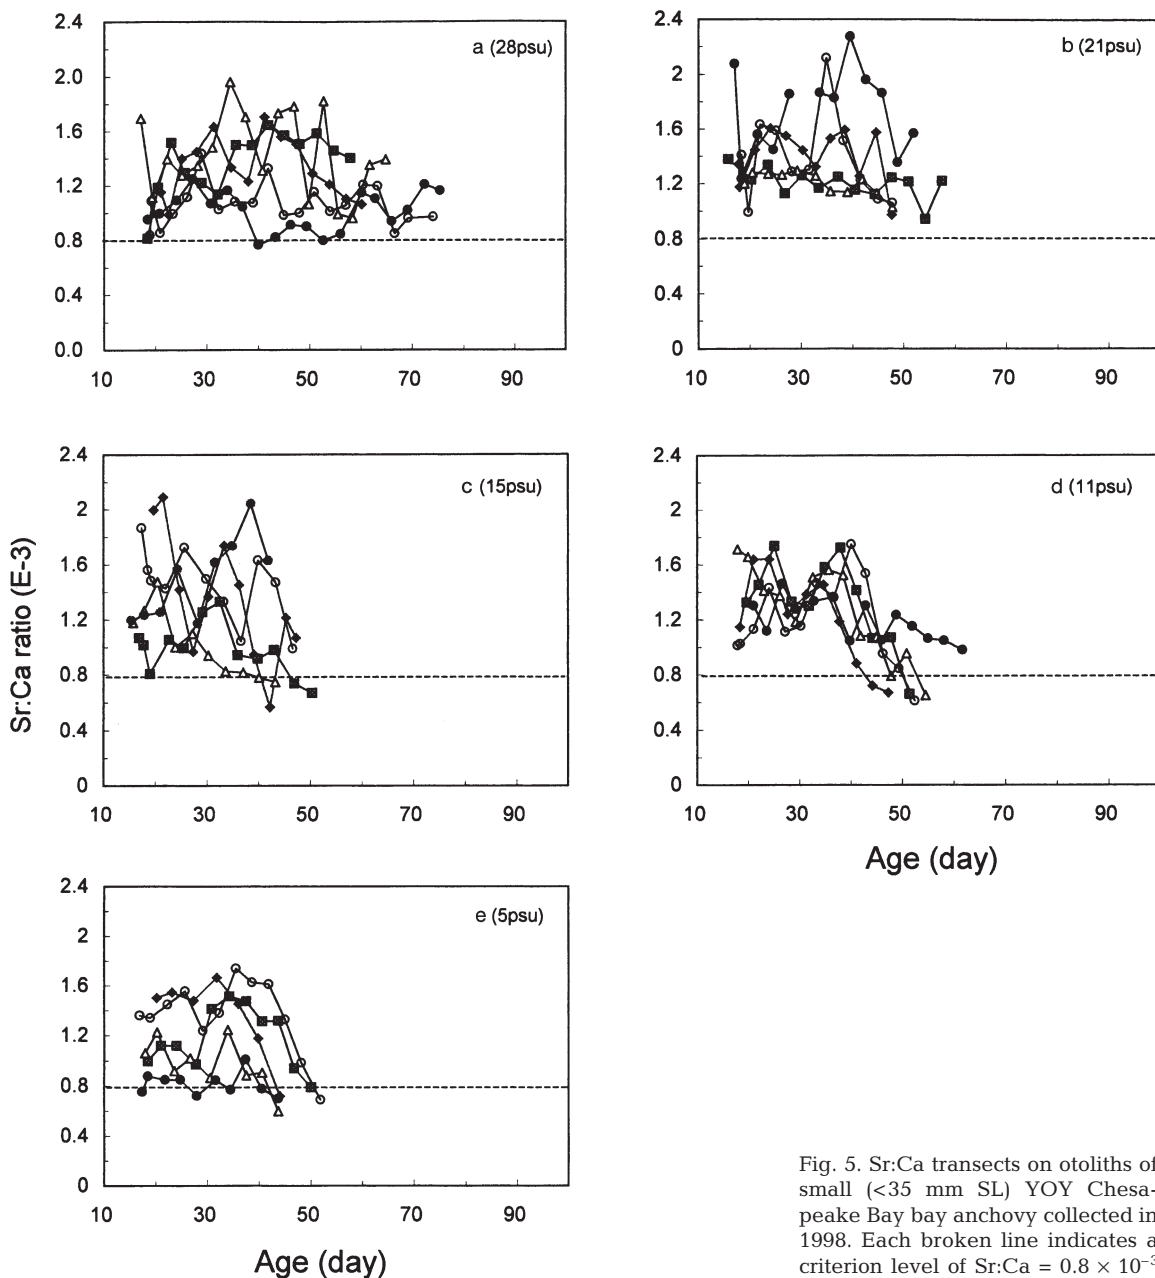 a (28psu)
2.4
2.0
1.6
1.2
0.8
0.4
0.0
10 30 50 70 90
b (21psu)
2.4
2
1.6
1.2
0.8
0.4
0
10 30 50 70 90
c (15psu)
2.4
2
1.6
1.2
0.8
0.4
0
10 30 50 70 90
Sr:Ca ratio (E-3)
d (11psu)
2.4
2
1.6
1.2
0.8
0.4
0
10 30 50 70 90
Age (day)
e (5psu)
2.4
2
1.6
1.2
0.8
0.4
0
10 30 50 70 90
Age (day)
Fig. 5. Sr:Ca transects on otoliths of
small (<35 mm SL) YOY Chesa-
peake Bay bay anchovy collected in
1998. Each broken line indicates a
criterion level of Sr:Ca = 0.8 × 10⁻³